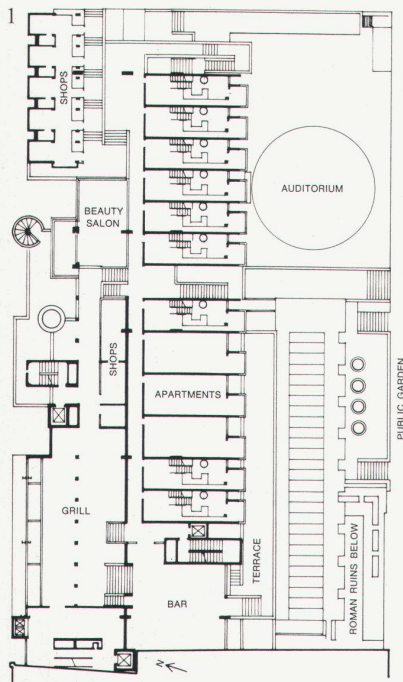 1
SHOPS
AUDITORIUM
BEAUTY
SALON
SHOPS
APARTMENTS
PUBLIC GARDEN
GRILL
TERRACE
ROMAN RUINS BELOW
BAR
N